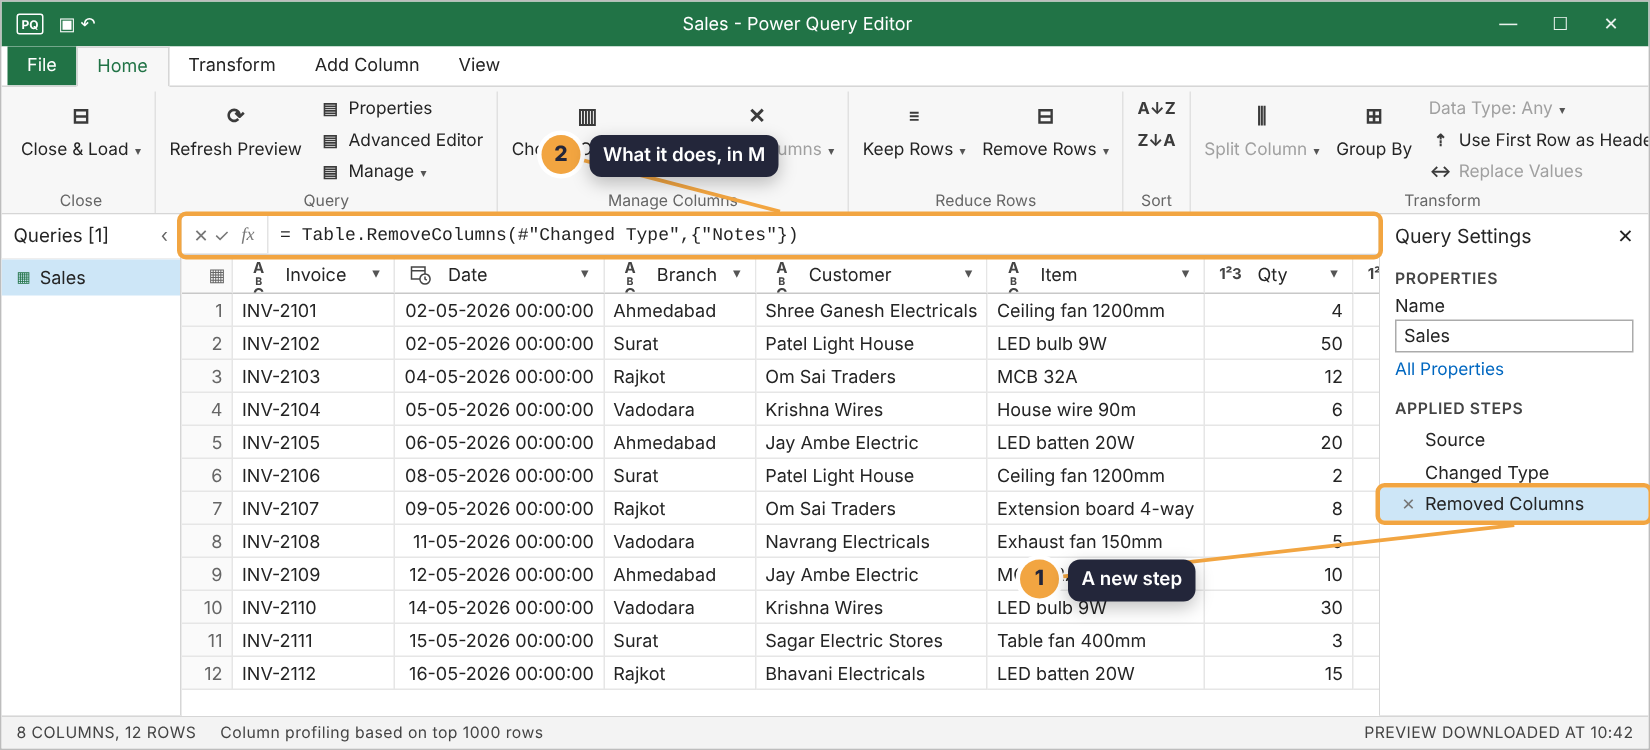 PQ
Sales - Power Query Editor
File Home Transform Add Column View
Close & Load
Close
Refresh Preview
Properties
Advanced Editor
Manage
Query
2 What it does, in M
Manage Columns
Keep Rows
Remove Rows
Reduce Rows
A↓Z
Z↓A
Sort
Split Column
Group By
Data Type: Any
Use First Row as
Replace Values
Transform
Queries [1]
Sales
fx = Table.RemoveColumns(#"Changed Type",{"Notes"})
Invoice Date Branch Customer Item 1²3 Qty
1 INV-2101 02-05-2026 00:00:00 Ahmedabad Shree Ganesh Electricals Ceiling fan 1200mm 4
2 INV-2102 02-05-2026 00:00:00 Surat Patel Light House LED bulb 9W 50
3 INV-2103 04-05-2026 00:00:00 Rajkot Om Sai Traders MCB 32A 12
4 INV-2104 05-05-2026 00:00:00 Vadodara Krishna Wires House wire 90m 6
5 INV-2105 06-05-2026 00:00:00 Ahmedabad Jay Ambe Electric LED batten 20W 20
6 INV-2106 08-05-2026 00:00:00 Surat Patel Light House Ceiling fan 1200mm 2
7 INV-2107 09-05-2026 00:00:00 Rajkot Om Sai Traders Extension board 4-way 8
8 INV-2108 11-05-2026 00:00:00 Vadodara Navrang Electricals Exhaust fan 150mm 5
9 INV-2109 12-05-2026 00:00:00 Ahmedabad Jay Ambe Electric 10
10 INV-2110 14-05-2026 00:00:00 Vadodara Krishna Wires LED bulb 9W 30
11 INV-2111 15-05-2026 00:00:00 Surat Sagar Electric Stores Table fan 400mm 3
12 INV-2112 16-05-2026 00:00:00 Rajkot Bhavani Electricals LED batten 20W 15
1 A new step
Query Settings
PROPERTIES
Name
Sales
All Properties
APPLIED STEPS
Source
Changed Type
Removed Columns
8 COLUMNS, 12 ROWS Column profiling based on top 1000 rows PREVIEW DOWNLOADED AT 10:42